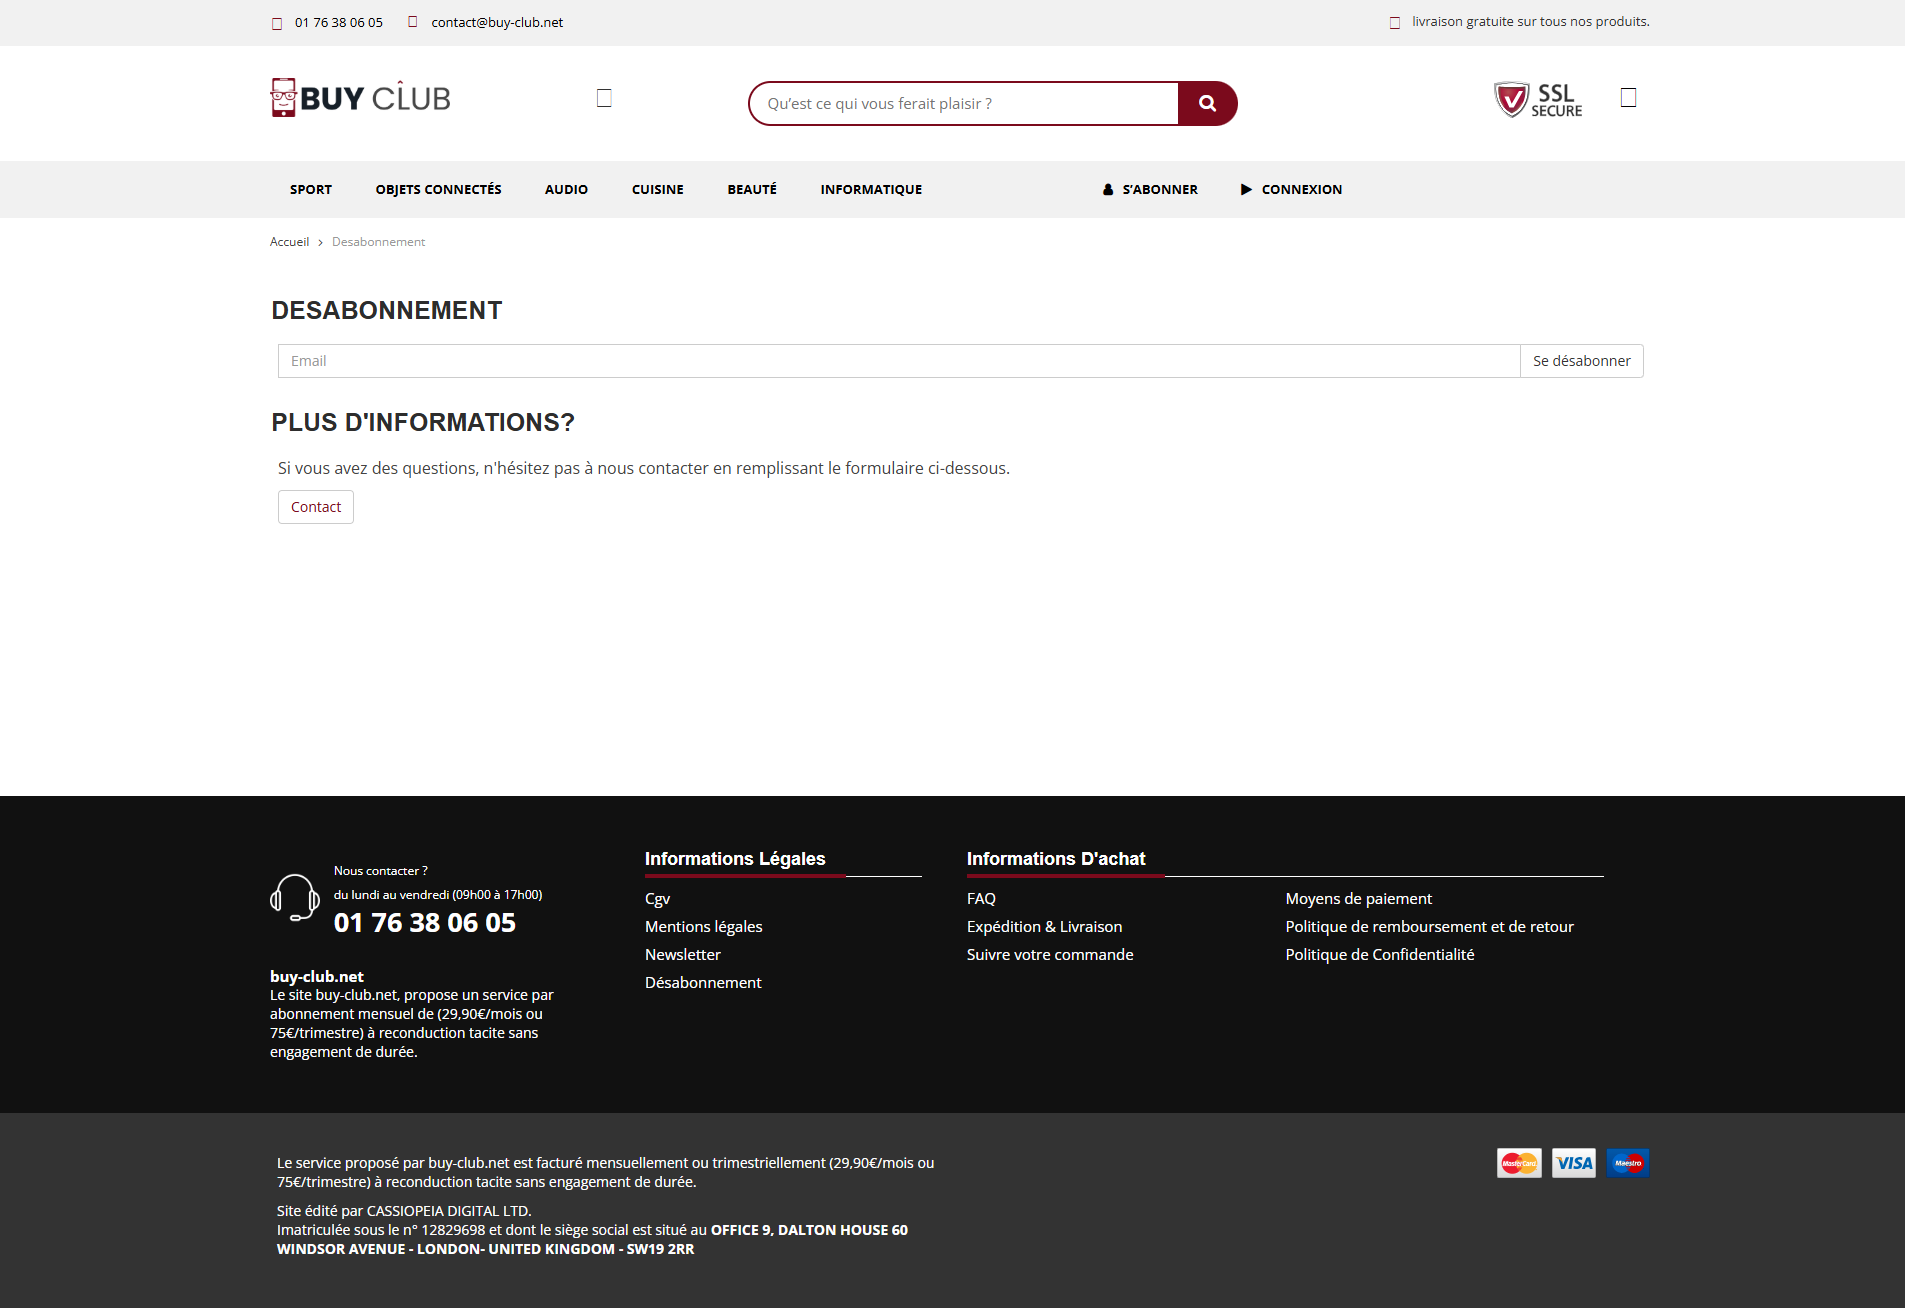 01 76 38 06 05
contact@buy-club.net
livraison gratuite sur tous nos produits.
BUY CLUB
Qu’est ce qui vous ferait plaisir ?
SSL
SECURE
SPORT
OBJETS CONNECTÉS
AUDIO
CUISINE
BEAUTÉ
INFORMATIQUE
S’ABONNER
CONNEXION
Accueil
Desabonnement
DESABONNEMENT
Email
Se désabonner
PLUS D'INFORMATIONS?
Si vous avez des questions, n'hésitez pas à nous contacter en remplissant le formulaire ci-dessous.
Contact
Nous contacter ?
du lundi au vendredi (09h00 à 17h00)
01 76 38 06 05
buy-club.net
Le site buy-club.net, propose un service par
abonnement mensuel de (29,90€/mois ou
75€/trimestre) à reconduction tacite sans
engagement de durée.
Informations Légales
Cgv
Mentions légales
Newsletter
Désabonnement
Informations D'achat
FAQ
Expédition & Livraison
Suivre votre commande
Moyens de paiement
Politique de remboursement et de retour
Politique de Confidentialité
Le service proposé par buy-club.net est facturé mensuellement ou trimestriellement (29,90€/mois ou
75€/trimestre) à reconduction tacite sans engagement de durée.
Site édité par CASSIOPEIA DIGITAL LTD.
Imatriculée sous le n° 12829698 et dont le siège social est situé au OFFICE 9, DALTON HOUSE 60
WINDSOR AVENUE - LONDON- UNITED KINGDOM - SW19 2RR
MasterCard
VISA
Maestro